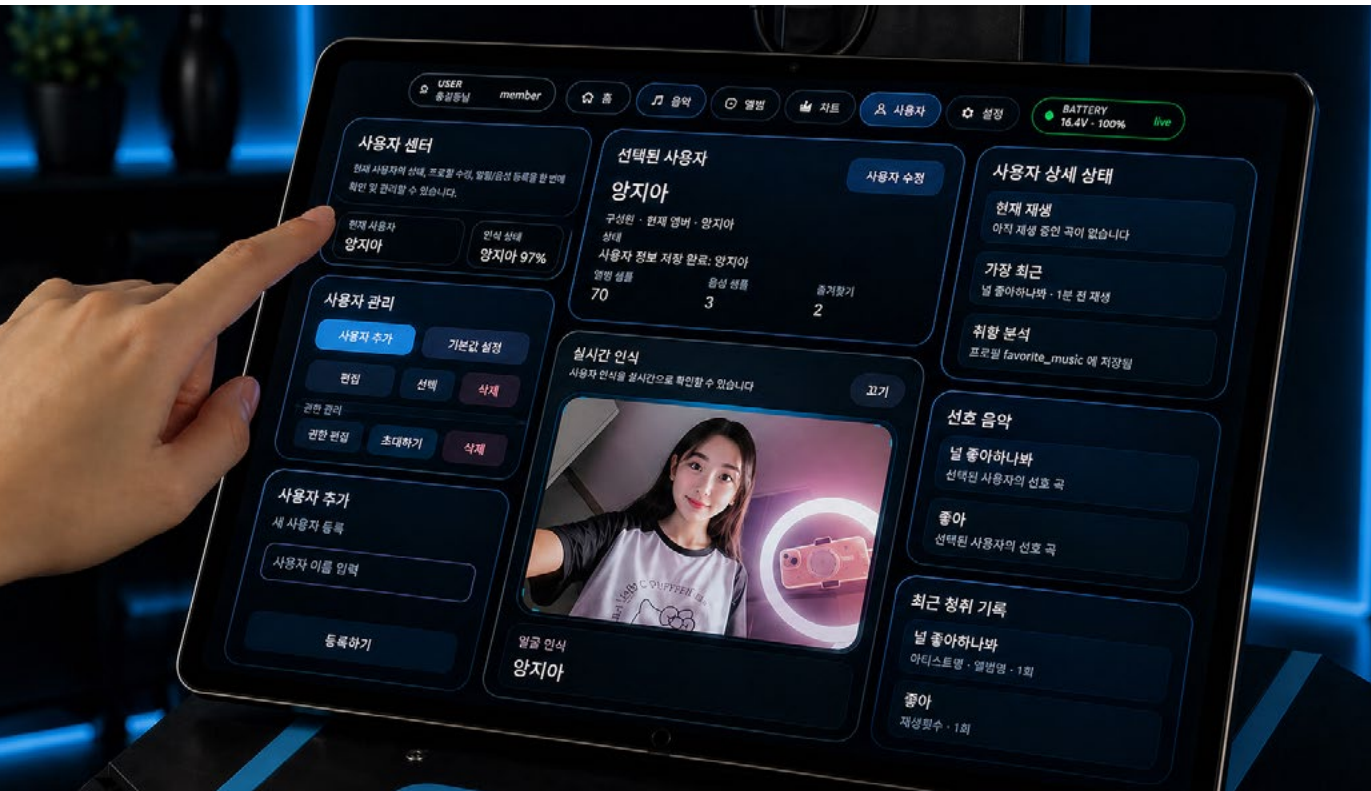 USER
홍길동님
member
홈
음악
앨범
차트
사용자
설정
BATTERY
16.4V · 100%
live
사용자 센터
현재 사용자의 상태, 프로필 수정, 얼굴/음성 등록을 한 번에
확인 및 관리할 수 있습니다.
현재 사용자
앙지아
인식 상태
앙지아 97%
사용자 관리
사용자 추가
기본값 설정
편집
선택
삭제
권한 관리
권한 편집
초대하기
삭제
사용자 추가
새 사용자 등록
사용자 이름 입력
등록하기
선택된 사용자
사용자 수정
앙지아
구성원 · 현재 멤버 · 앙지아
상태
사용자 정보 저장 완료: 앙지아
앨범 샘플
음성 샘플
즐겨찾기
70
3
2
실시간 인식
사용자 인식을 실시간으로 확인할 수 있습니다
끄기
얼굴 인식
앙지아
사용자 상세 상태
현재 재생
아직 재생 중인 곡이 없습니다
가장 최근
널 좋아하나봐 · 1분 전 재생
취향 분석
프로필 favorite_music 에 저장됨
선호 음악
널 좋아하나봐
선택된 사용자의 선호 곡
좋아
선택된 사용자의 선호 곡
최근 청취 기록
널 좋아하나봐
아티스트명 · 앨범명 · 1회
좋아
재생횟수 · 1회